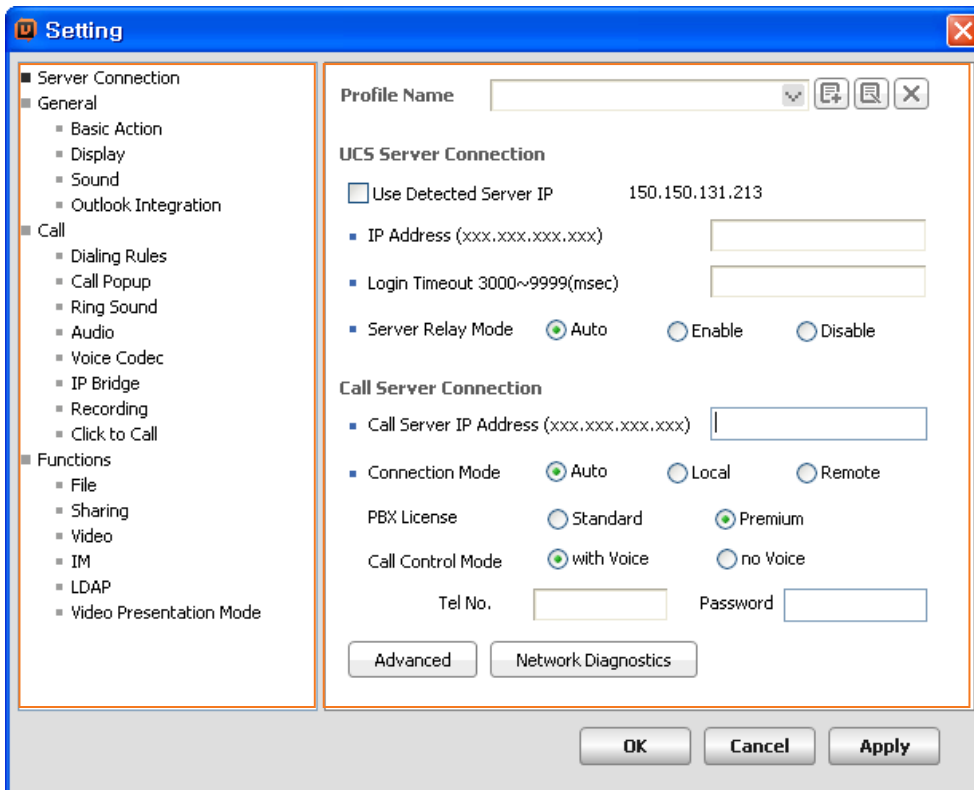 Setting
Server Connection
General
Basic Action
Display
Sound
Outlook Integration
Call
Dialing Rules
Call Popup
Ring Sound
Audio
Voice Codec
IP Bridge
Recording
Click to Call
Functions
File
Sharing
Video
IM
LDAP
Video Presentation Mode
Profile Name
UCS Server Connection
Use Detected Server IP 150.150.131.213
IP Address (xxx.xxx.xxx.xxx)
Login Timeout 3000~9999(msec)
Server Relay Mode Auto Enable Disable
Call Server Connection
Call Server IP Address (xxx.xxx.xxx.xxx)
Connection Mode Auto Local Remote
PBX License Standard Premium
Call Control Mode with Voice no Voice
Tel No. Password
Advanced Network Diagnostics
OK Cancel Apply